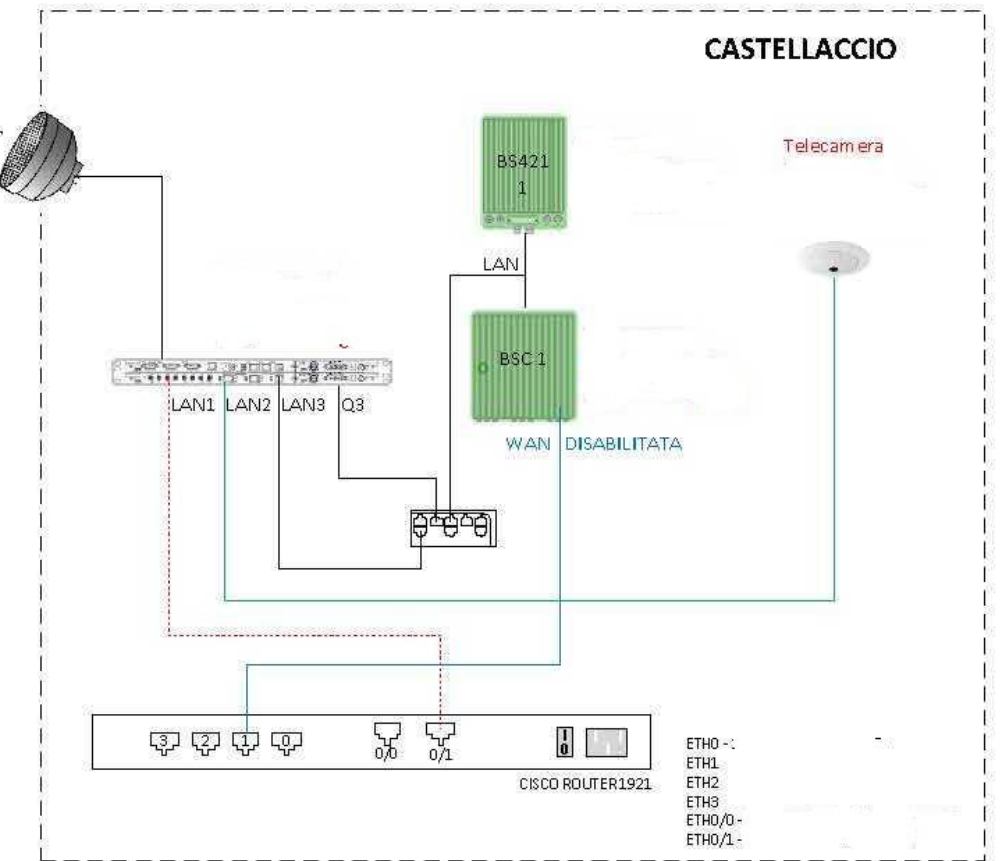 CASTELLACCIO
Telecamera
BS421
1
LAN
BSC 1
LAN1 LAN2 LAN3 Q3
WAN DISABILITATA
3 2 1 0
0/0 0/1
I
0
CISCO ROUTER1921
ETH0 -
ETH1
ETH2
ETH3
ETH0/0 -
ETH0/1 -